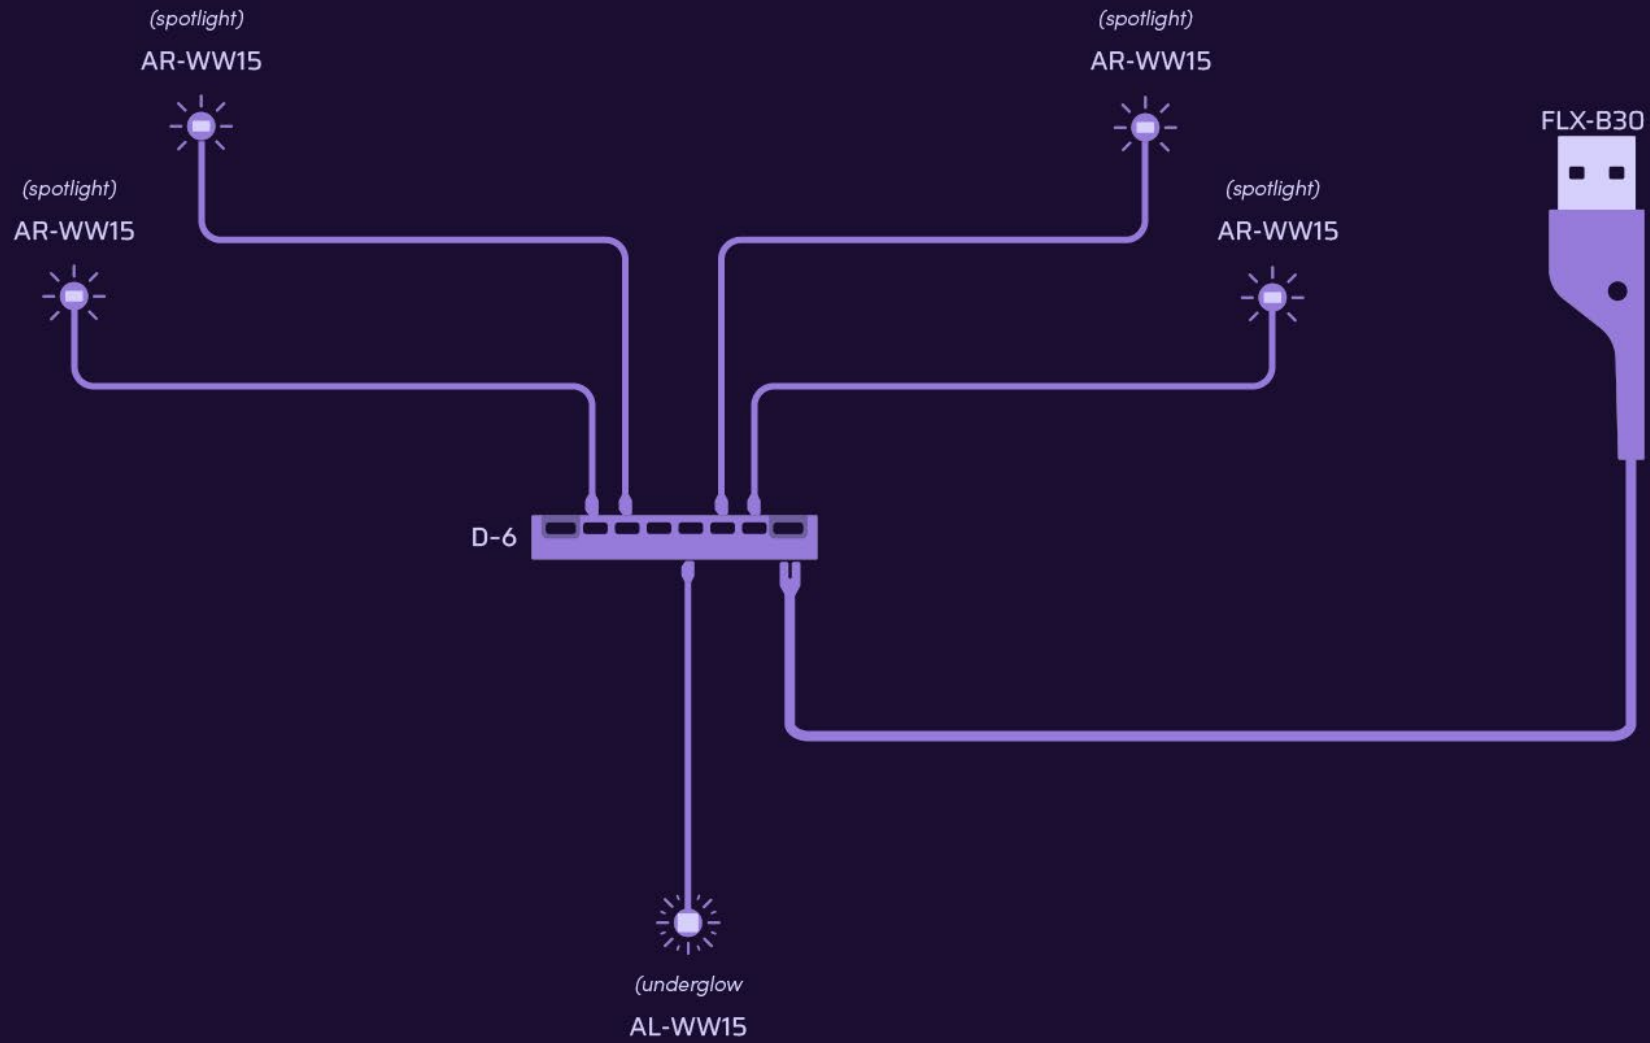 (spotlight)
AR-WW15
(spotlight)
AR-WW15
FLX-B30
(spotlight)
AR-WW15
(spotlight)
AR-WW15
D-6
(underglow
AL-WW15